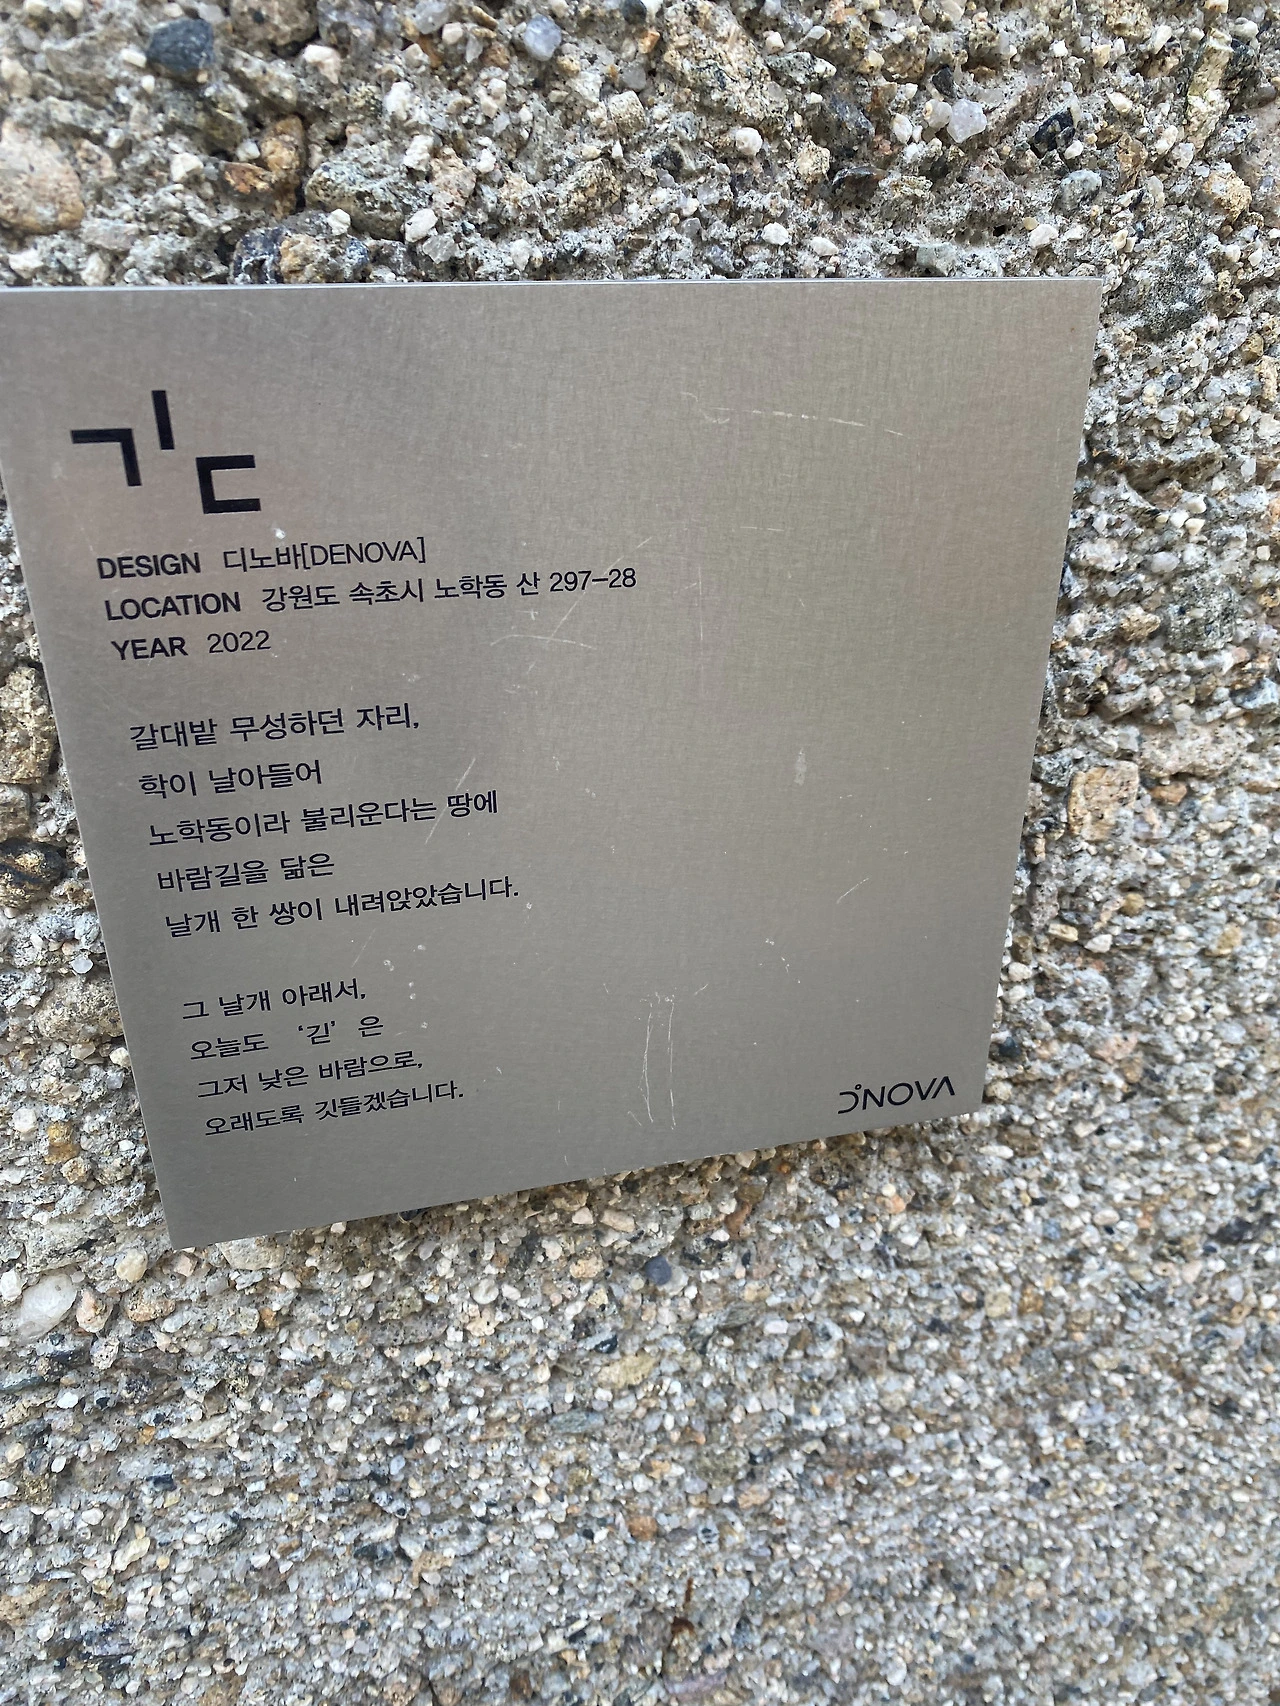 긷
DESIGN 디노바[DENOVA]
LOCATION 강원도 속초시 노학동 산 297-28
YEAR 2022
갈대밭 무성하던 자리,
학이 날아들어
노학동이라 불리운다는 땅에
바람길을 닮은
날개 한 쌍이 내려앉았습니다.
그 날개 아래서,
오늘도 ‘긷’ 은
그저 낮은 바람으로,
오래도록 깃들겠습니다.
D'NOVA